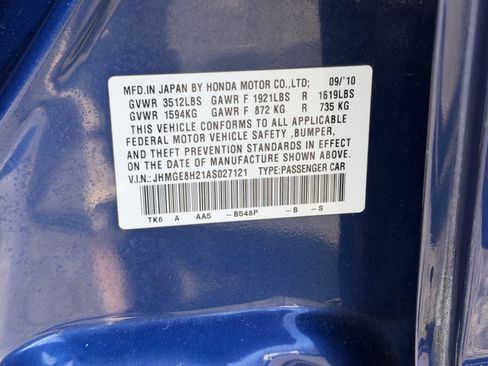 MFD.IN JAPAN BY HONDA MOTOR CO.,LTD; 09/'10
GVWR 3512LBS GAWR F 1921LBS R 1619LBS
GVWR 1594KG GAWR F 872 KG R 735 KG
THIS VEHICLE CONFORMS TO ALL APPLICABLE
FEDERAL MOTOR VEHICLE SAFETY ,BUMPER,
AND THEFT PREVENTION STANDARDS IN EFFECT
ON THE DATE OF MANUFACTURE SHOWN ABOVE.
V.I.N.: JHMGE8H21AS027121 TYPE:PASSENGER CAR
TK6 A AA5 -B548P -B -S